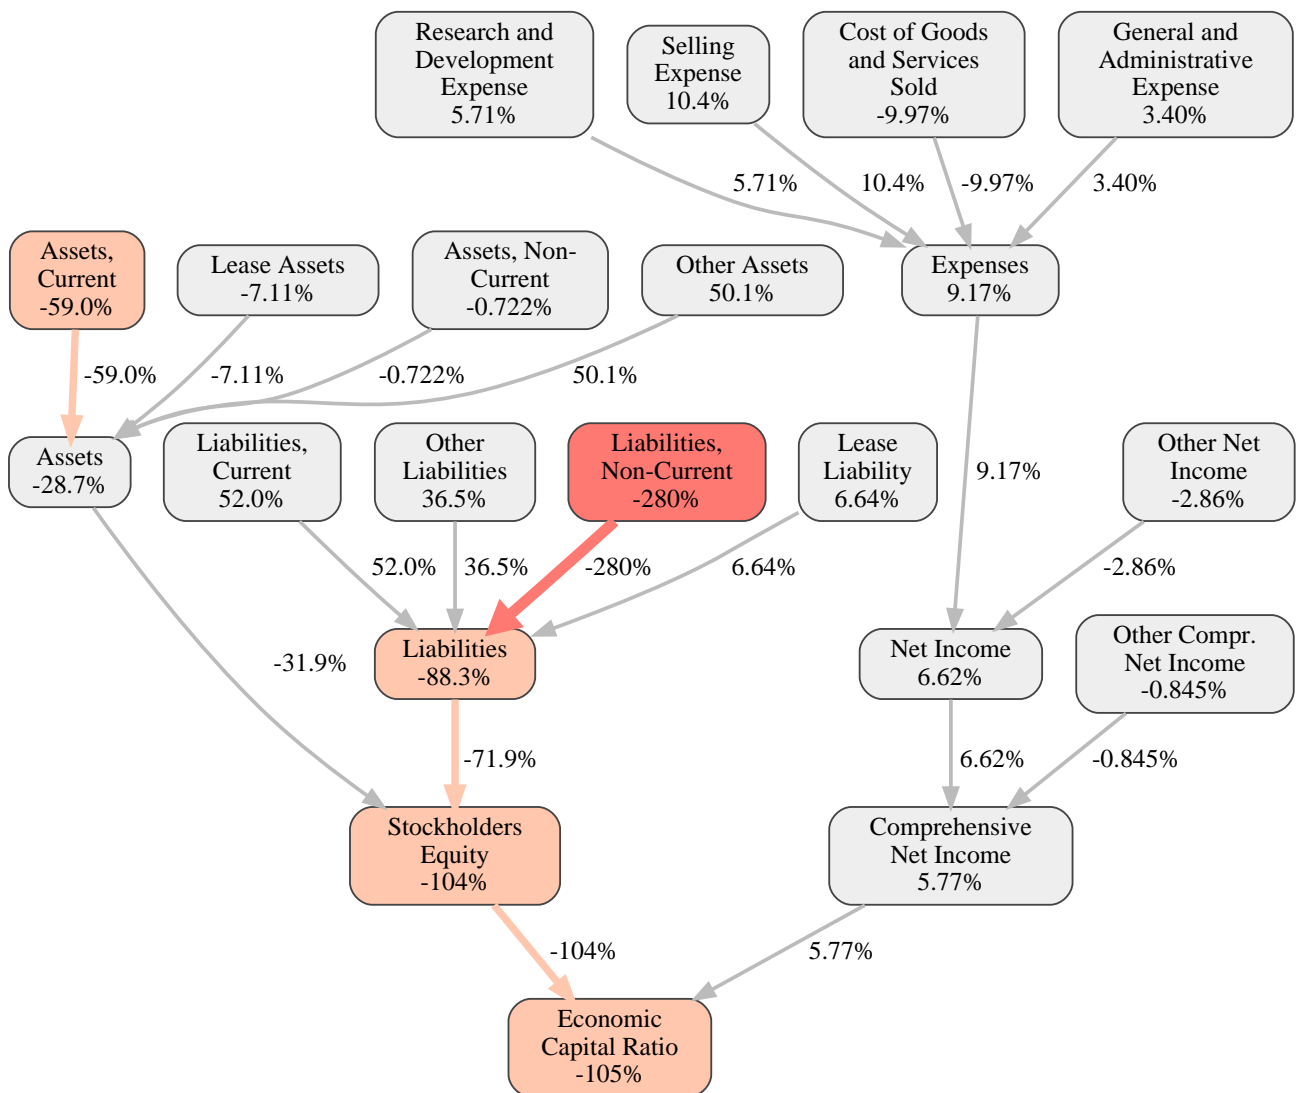 Research and
Development
Expense
5.71%
Selling
Expense
10.4%
Cost of Goods
and Services
Sold
-9.97%
General and
Administrative
Expense
3.40%
5.71%
10.4%
-9.97%
3.40%
Assets,
Current
-59.0%
Lease Assets
-7.11%
Assets, Non-
Current
-0.722%
Other Assets
50.1%
Expenses
9.17%
-59.0%
-7.11%
-0.722%
50.1%
Assets
-28.7%
Liabilities,
Current
52.0%
Other
Liabilities
36.5%
Liabilities,
Non-Current
-280%
Lease
Liability
6.64%
9.17%
Other Net
Income
-2.86%
52.0%
36.5%
-280%
6.64%
-2.86%
-31.9%
Liabilities
-88.3%
Net Income
6.62%
Other Compr.
Net Income
-0.845%
-71.9%
6.62%
-0.845%
Stockholders
Equity
-104%
Comprehensive
Net Income
5.77%
-104%
5.77%
Economic
Capital Ratio
-105%